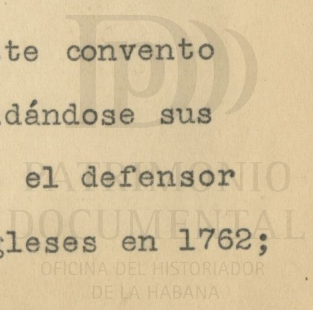 te convento
dándose sus
el defensor
gleses en 1762;
PATRIMONIO
DOCUMENTAL
OFICINA DEL HISTORIADOR
DE LA HABANA